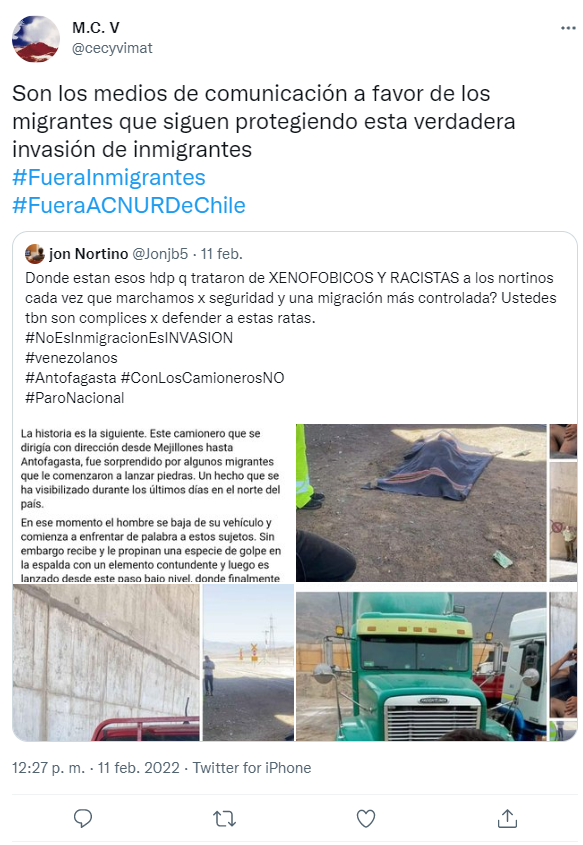 M.C. V
@cecyvimat
Son los medios de comunicación a favor de los
migrantes que siguen protegiendo esta verdadera
invasión de inmigrantes
#FueraInmigrantes
#FueraACNURDeChile
jon Nortino @Jonjb5 · 11 feb.
Donde estan esos hdp q trataron de XENOFOBICOS Y RACISTAS a los nortinos
cada vez que marchamos x seguridad y una migración más controlada? Ustedes
tbn son complices x defender a estas ratas.
#NoEsInmigracionEsINVASION
#venezolanos
#Antofagasta #ConLosCamionerosNO
#ParoNacional
La historia es la siguiente. Este camionero que se
dirigía con dirección desde Mejillones hasta
Antofagasta, fue sorprendido por algunos migrantes
que le comenzaron a lanzar piedras. Un hecho que se
ha visibilizado durante los últimos días en el norte del
país.
En ese momento el hombre se baja de su vehículo y
comienza a enfrentar de palabra a estos sujetos. Sin
embargo recibe y le propinan una especie de golpe en
la espalda con un elemento contundente y luego es
lanzado desde este paso bajo nivel, donde finalmente
12:27 p. m. · 11 feb. 2022 · Twitter for iPhone